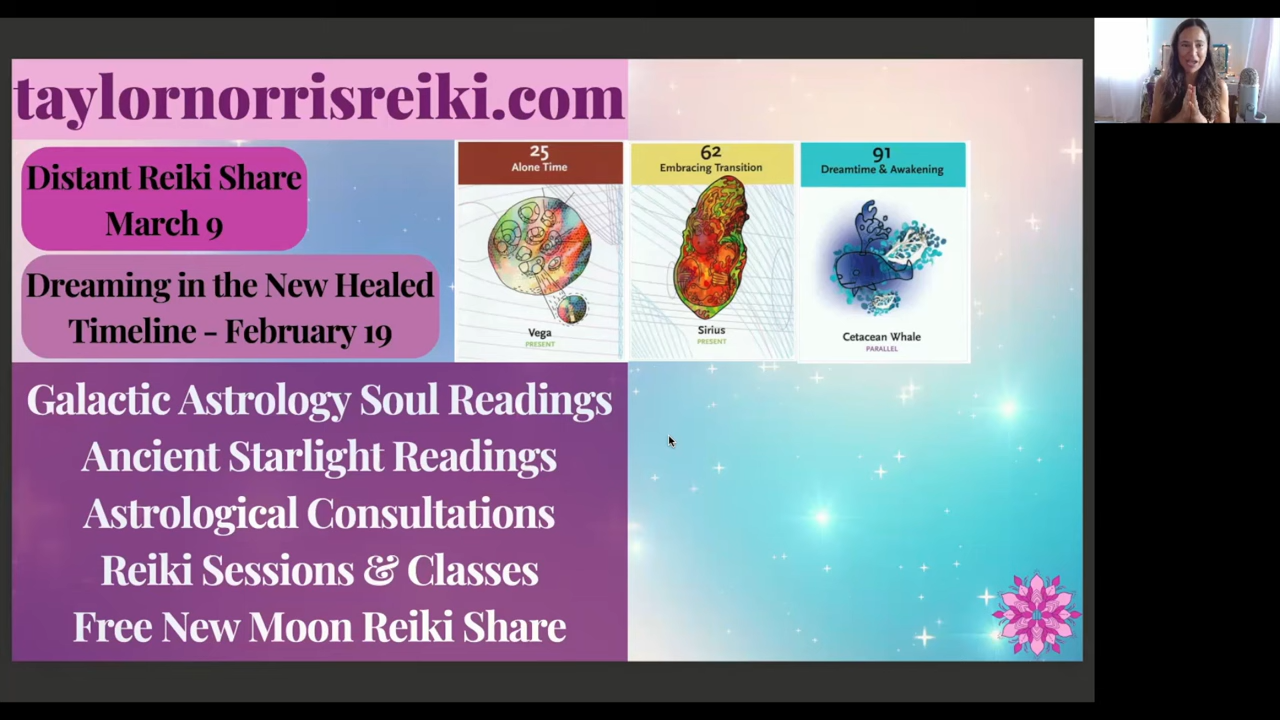 taylornorrisreiki.com
Distant Reiki Share
March 9
Dreaming in the New Healed
Timeline - February 19
25
Alone Time
Vega
PRESENT
62
Embracing Transition
Sirius
PRESENT
91
Dreamtime & Awakening
Cetacean Whale
PARALLEL
Galactic Astrology Soul Readings
Ancient Starlight Readings
Astrological Consultations
Reiki Sessions & Classes
Free New Moon Reiki Share